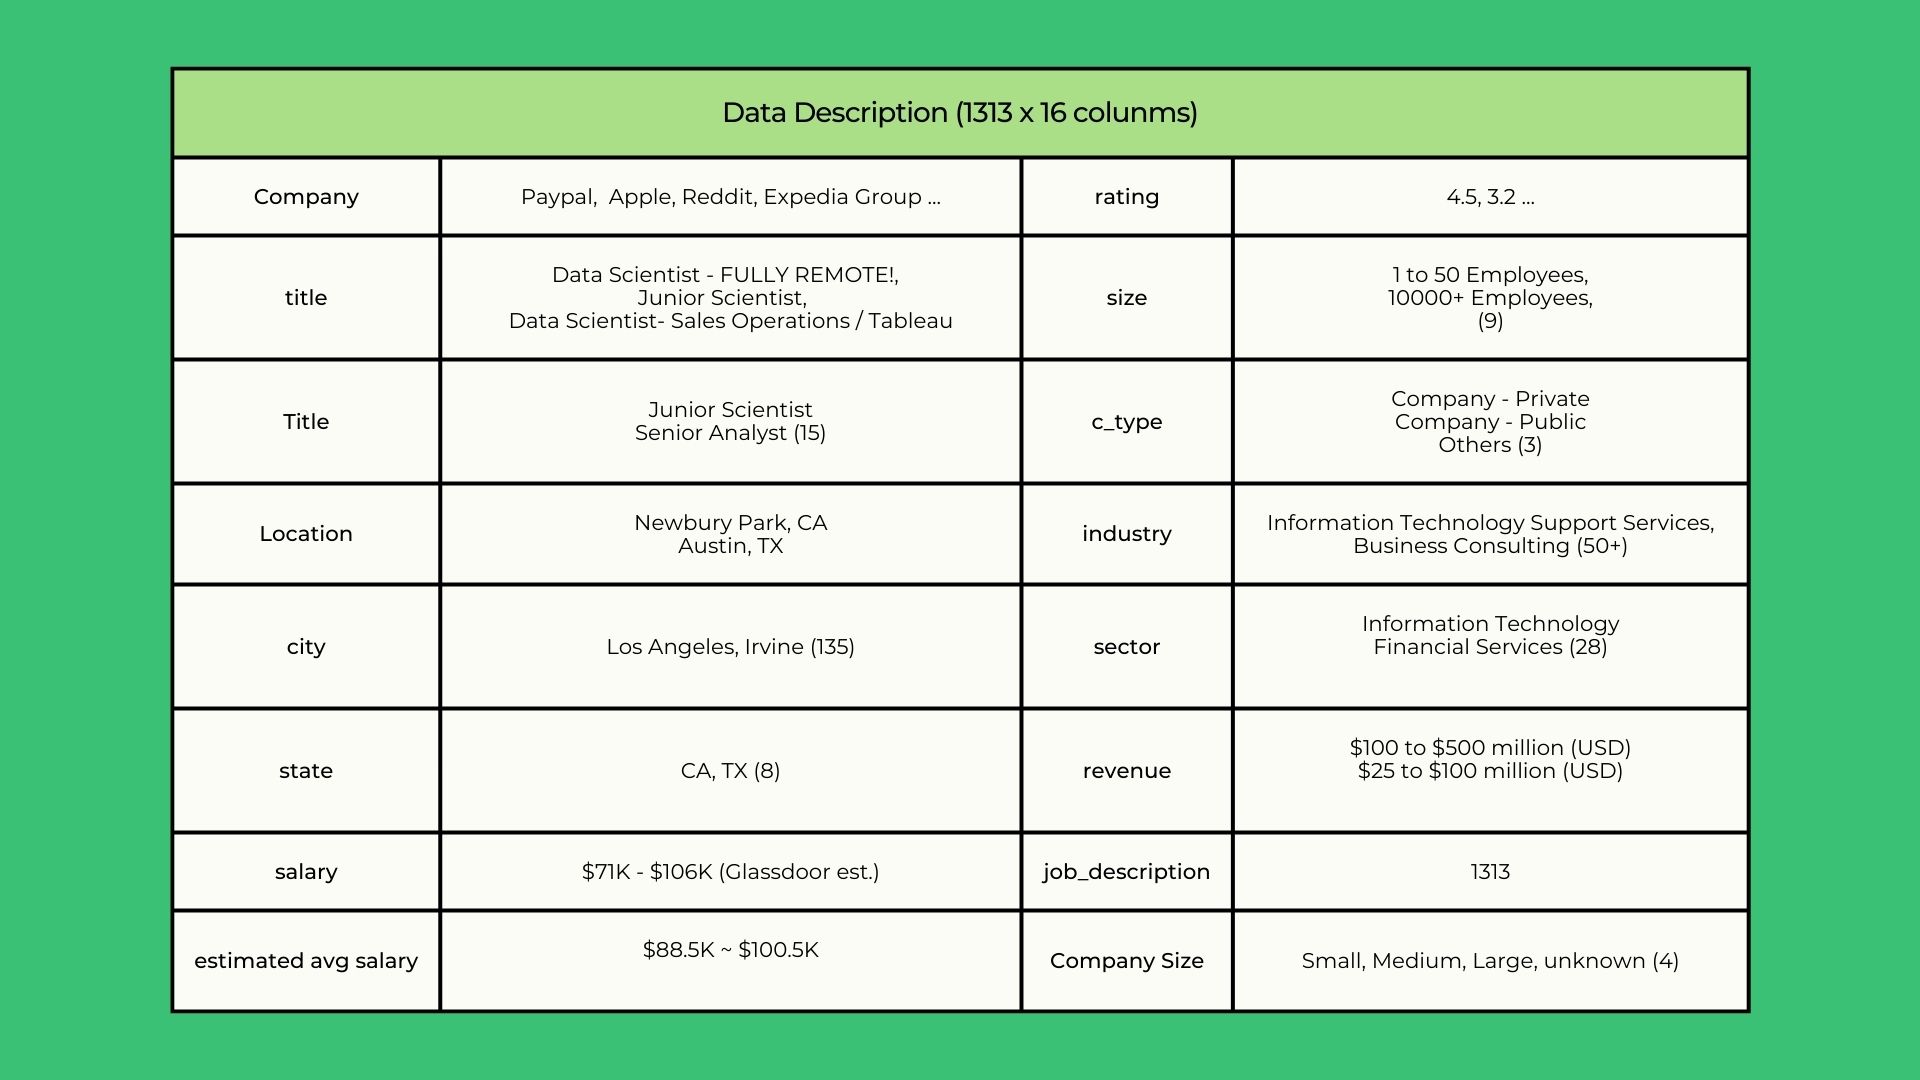 Data Description (1313 x 16 colunms)
Company
Paypal,  Apple, Reddit, Expedia Group ...
rating
4.5, 3.2 ...
title
Data Scientist - FULLY REMOTE!,
Junior Scientist,
Data Scientist- Sales Operations / Tableau
size
1 to 50 Employees,
10000+ Employees,
(9)
Title
Junior Scientist
Senior Analyst (15)
c_type
Company - Private
Company - Public
Others (3)
Location
Newbury Park, CA
Austin, TX
industry
Information Technology Support Services,
Business Consulting (50+)
city
Los Angeles, Irvine (135)
sector
Information Technology
Financial Services (28)
state
CA, TX (8)
revenue
$100 to $500 million (USD)
$25 to $100 million (USD)
salary
$71K - $106K (Glassdoor est.)
job_description
1313
estimated avg salary
$88.5K ~ $100.5K
Company Size
Small, Medium, Large, unknown (4)